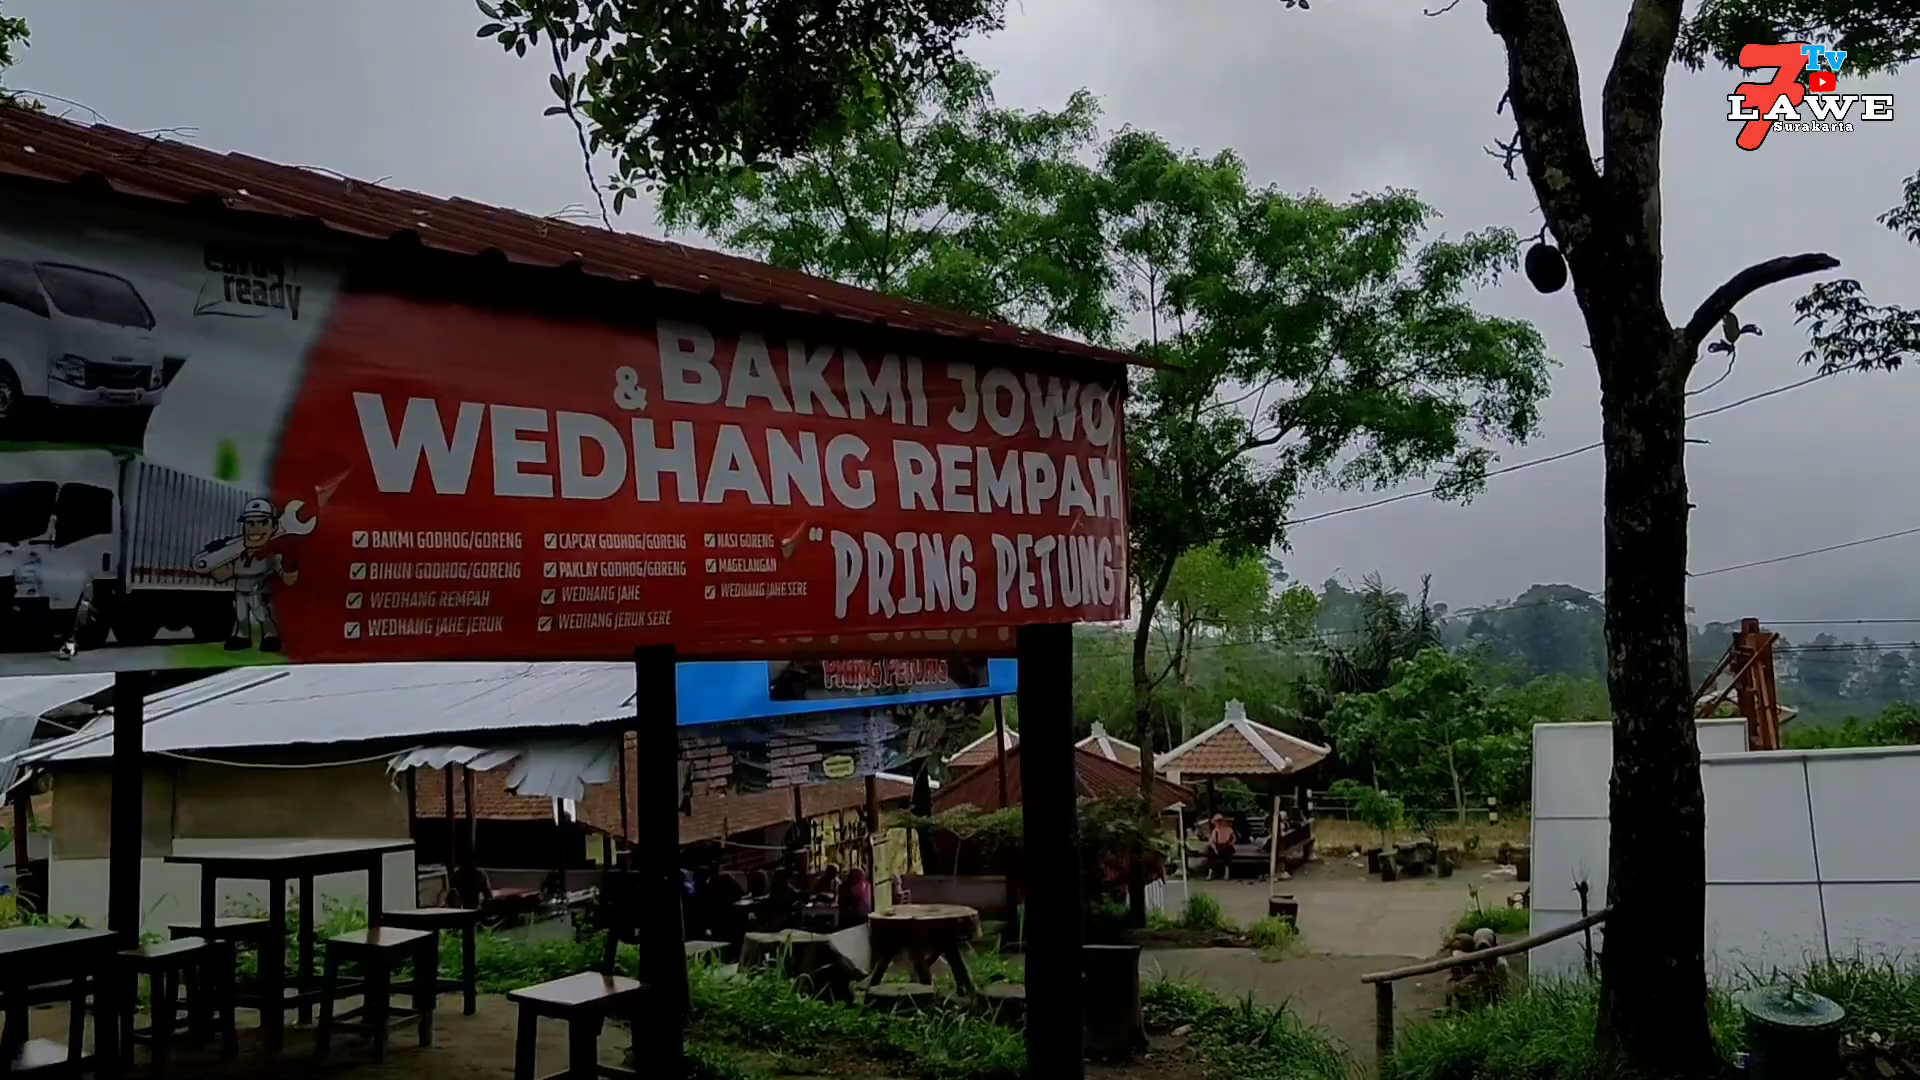 7 Tv
LAWE
Surakarta
ready
BAKMI JOWO
& WEDHANG REMPAH
"PRING PETUNG"
BAKMI GODHOG/GORENG
BIHUN GODHOG/GORENG
WEDHANG REMPAH
WEDHANG JAHE JERUK
CAPCAY GODHOG/GORENG
PAKLAY GODHOG/GORENG
WEDHANG JAHE
WEDHANG JERUK SERE
NASI GORENG
MAGELANGAN
WEDHANG JAHE SERE
PRING PETUNG